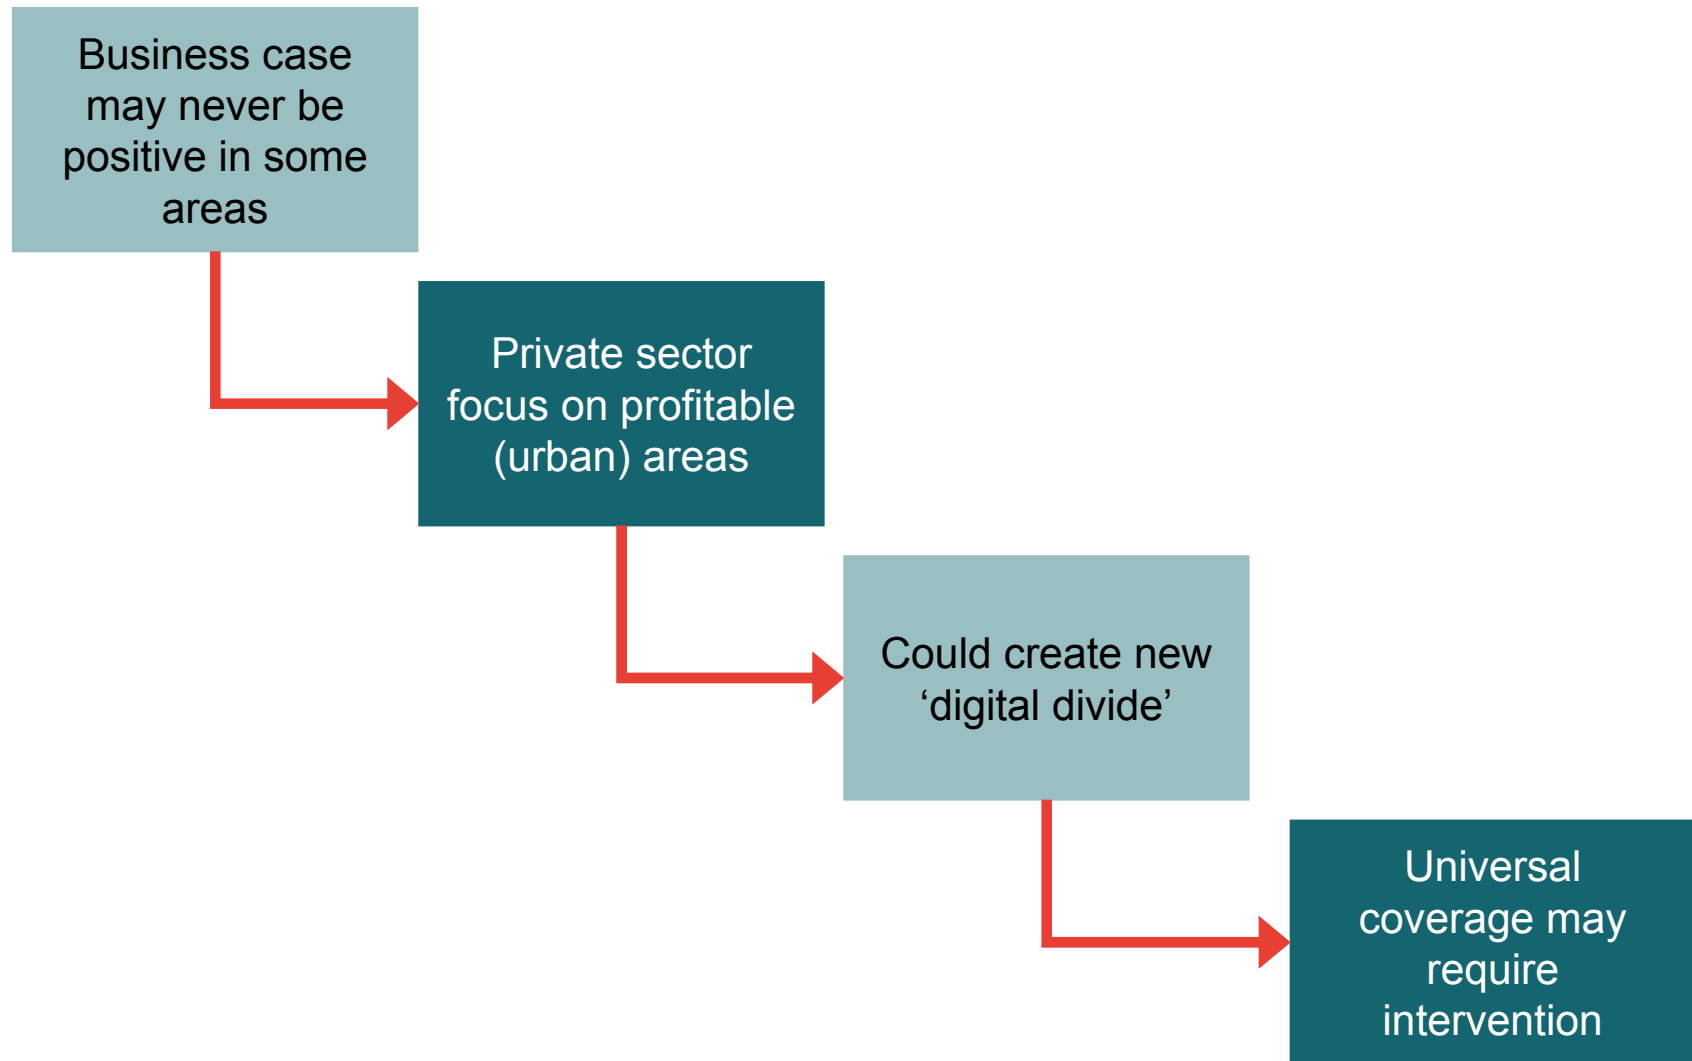 Business case
may never be
positive in some
areas
Private sector
focus on profitable
(urban) areas
Could create new
‘digital divide’
Universal
coverage may
require
intervention